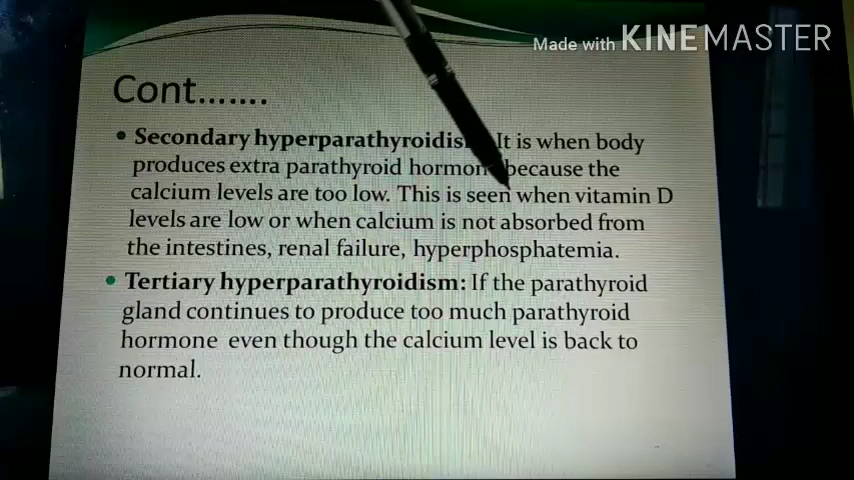 Made with KINEMASTER
Cont.......
• Secondary hyperparathyroidis It is when body
produces extra parathyroid hormon because the
calcium levels are too low. This is seen when vitamin D
levels are low or when calcium is not absorbed from
the intestines, renal failure, hyperphosphatemia.
• Tertiary hyperparathyroidism: If the parathyroid
gland continues to produce too much parathyroid
hormone even though the calcium level is back to
normal.